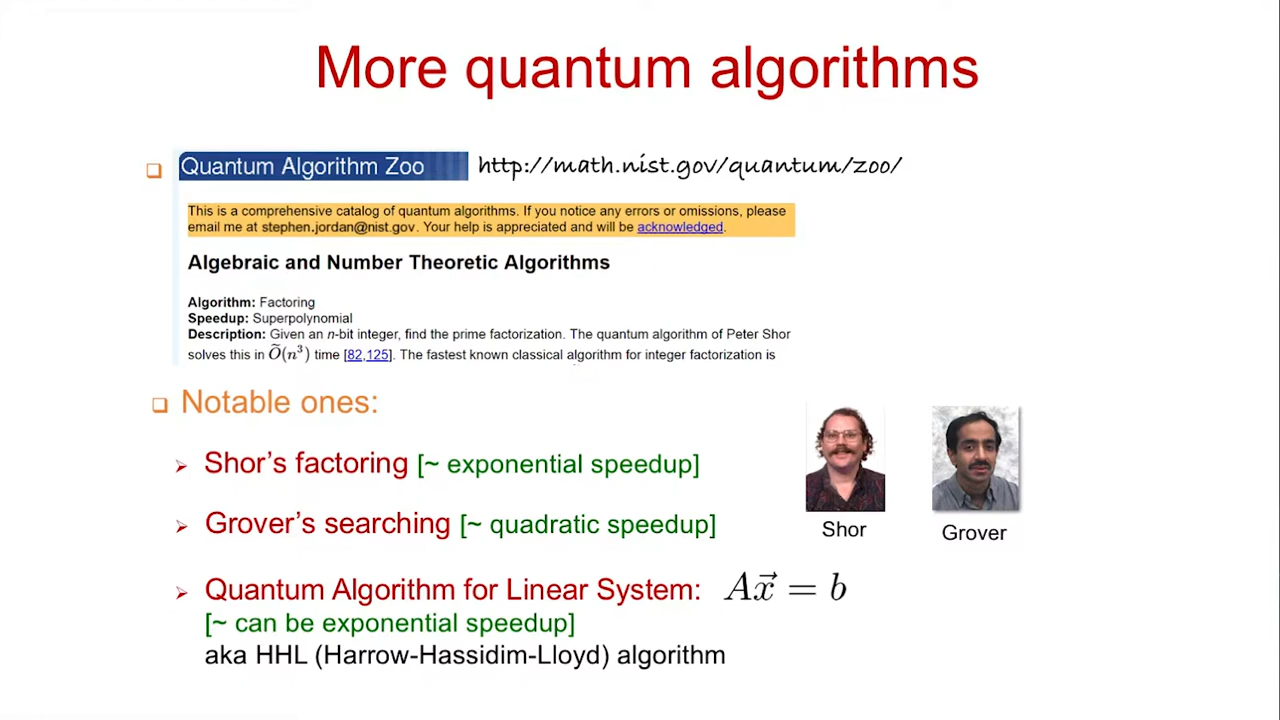 More quantum algorithms
Quantum Algorithm Zoo http://math.nist.gov/quantum/zoo/
This is a comprehensive catalog of quantum algorithms. If you notice any errors or omissions, please
email me at stephen.jordan@nist.gov. Your help is appreciated and will be acknowledged.
Algebraic and Number Theoretic Algorithms
Algorithm: Factoring
Speedup: Superpolynomial
Description: Given an n-bit integer, find the prime factorization. The quantum algorithm of Peter Shor
solves this in Õ(n³) time [82,125]. The fastest known classical algorithm for integer factorization is
Notable ones:
Shor's factoring [~ exponential speedup]
Grover's searching [~ quadratic speedup]
Shor
Grover
Quantum Algorithm for Linear System: Ax⃗ = b
[~ can be exponential speedup]
aka HHL (Harrow-Hassidim-Lloyd) algorithm